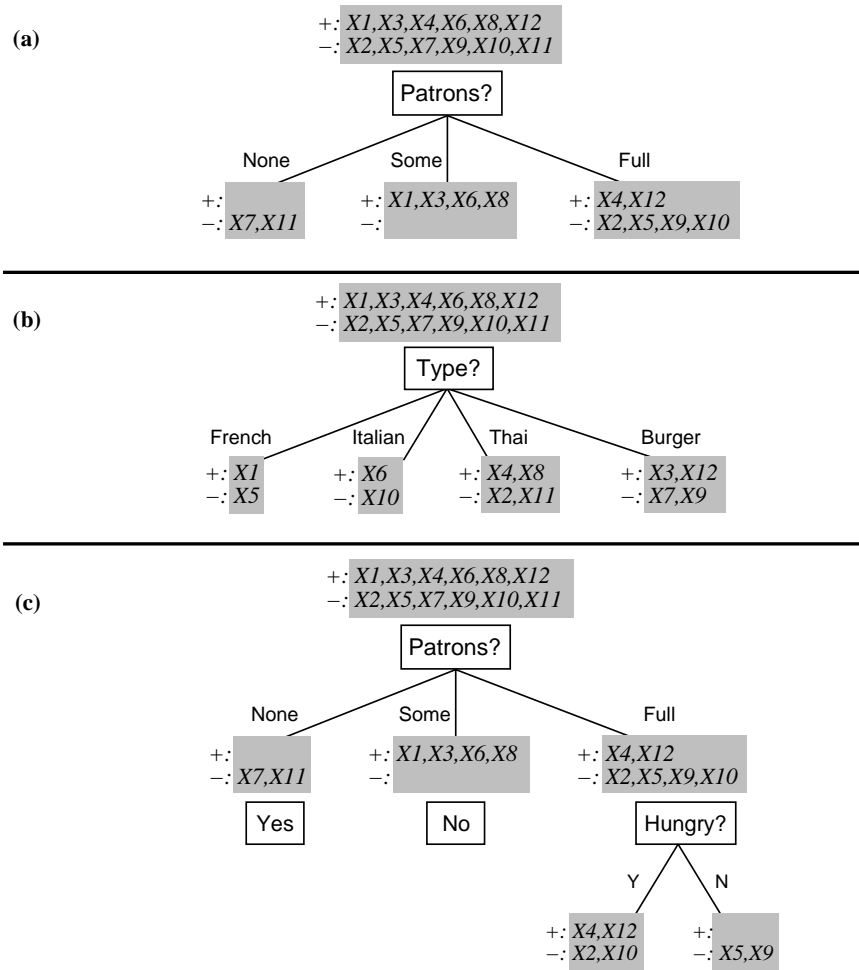 (a)
+: X1,X3,X4,X6,X8,X12
–: X2,X5,X7,X9,X10,X11
Patrons?
None Some Full
+: +: X1,X3,X6,X8 +: X4,X12
–: X7,X11 –: –: X2,X5,X9,X10
(b)
+: X1,X3,X4,X6,X8,X12
–: X2,X5,X7,X9,X10,X11
Type?
French Italian Thai Burger
+: X1 +: X6 +: X4,X8 +: X3,X12
–: X5 –: X10 –: X2,X11 –: X7,X9
(c)
+: X1,X3,X4,X6,X8,X12
–: X2,X5,X7,X9,X10,X11
Patrons?
None Some Full
+: +: X1,X3,X6,X8 +: X4,X12
–: X7,X11 –: –: X2,X5,X9,X10
Yes No Hungry?
Y N
+: X4,X12 +:
–: X2,X10 –: X5,X9